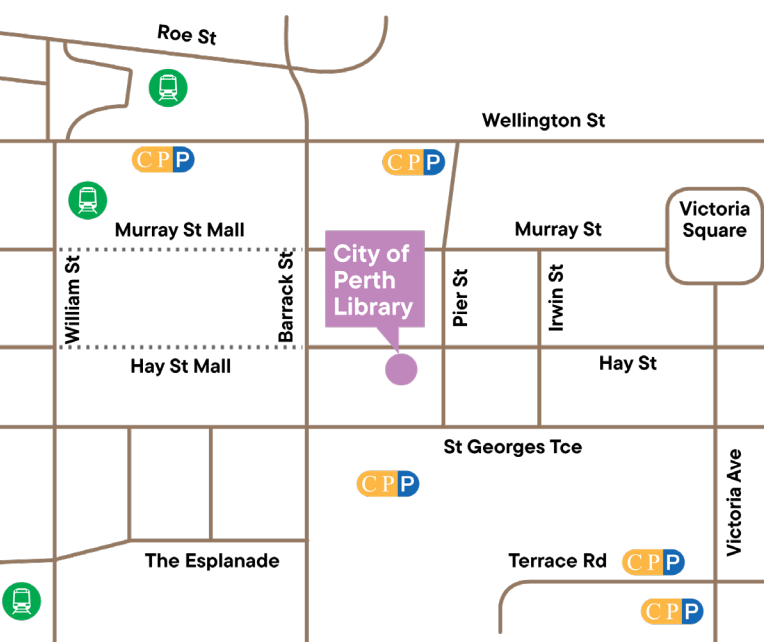 Roe St
Wellington St
CPP
CPP
Victoria
Square
Murray St Mall
Murray St
City of
Perth
Library
William St
Barrack St
Pier St
Irwin St
Hay St Mall
Hay St
St Georges Tce
CPP
Victoria Ave
The Esplanade
Terrace Rd
CPP
CPP